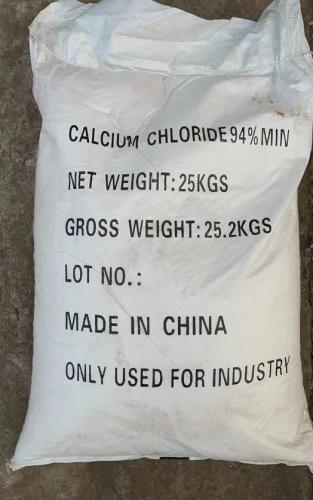 CALCIUM CHLORIDE 94% MIN
NET WEIGHT: 25KGS
GROSS WEIGHT: 25.2KGS
LOT NO.:
MADE IN CHINA
ONLY USED FOR INDUSTRY